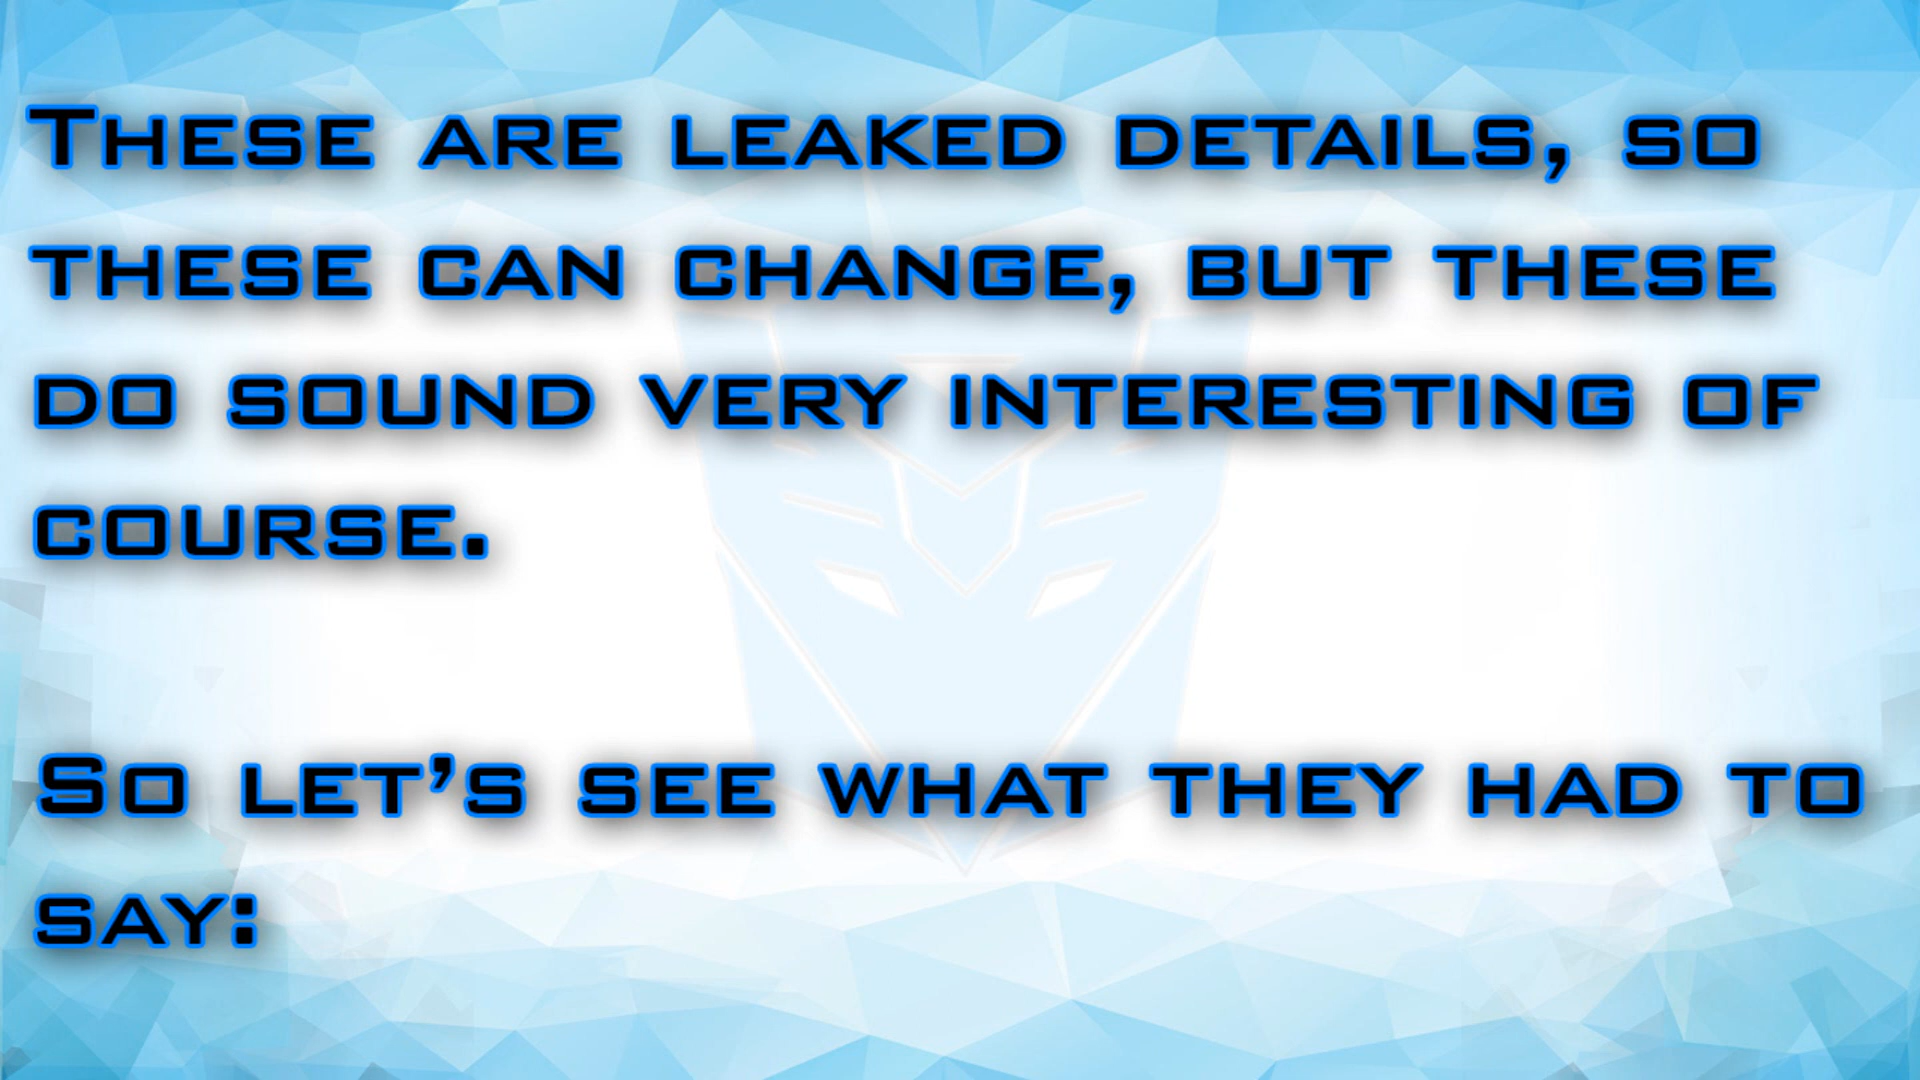 These are leaked details, so
these can change, but these
do sound very interesting of
course.
So let’s see what they had to
say: